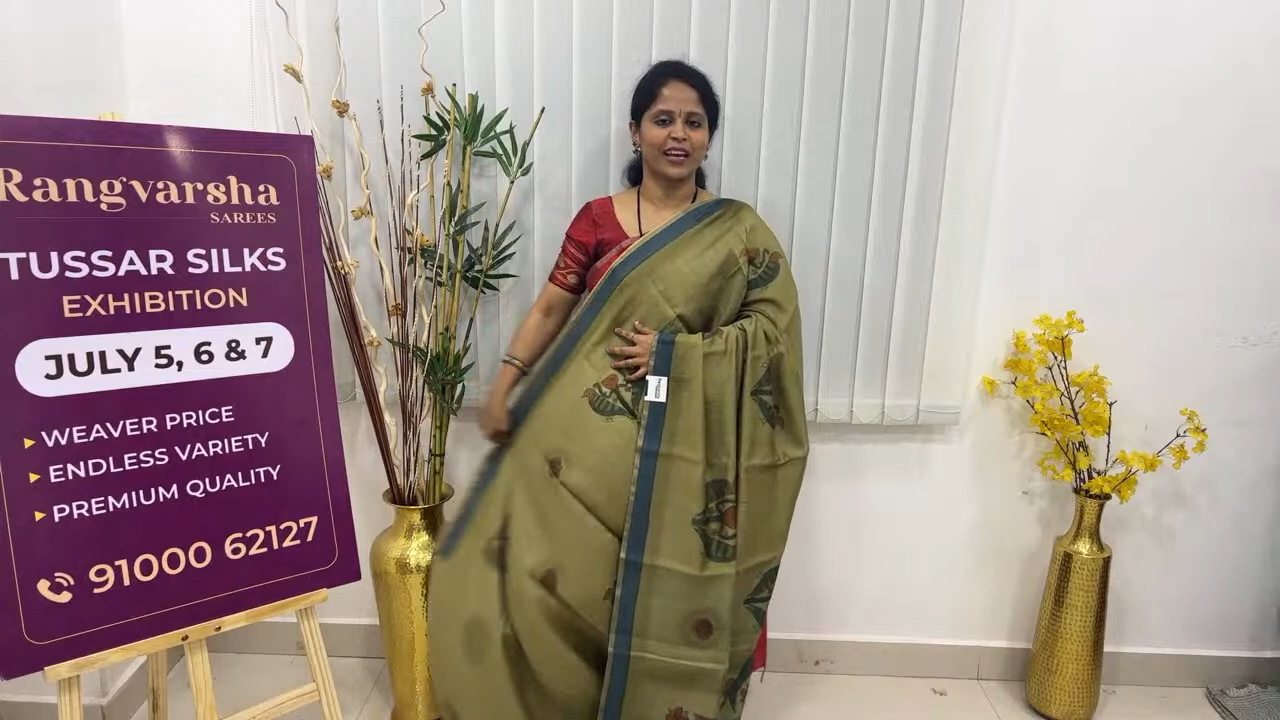 Rangvarsha
SAREES
TUSSAR SILKS
EXHIBITION
JULY 5, 6 & 7
▸ WEAVER PRICE
▸ ENDLESS VARIETY
▸ PREMIUM QUALITY
91000 62127